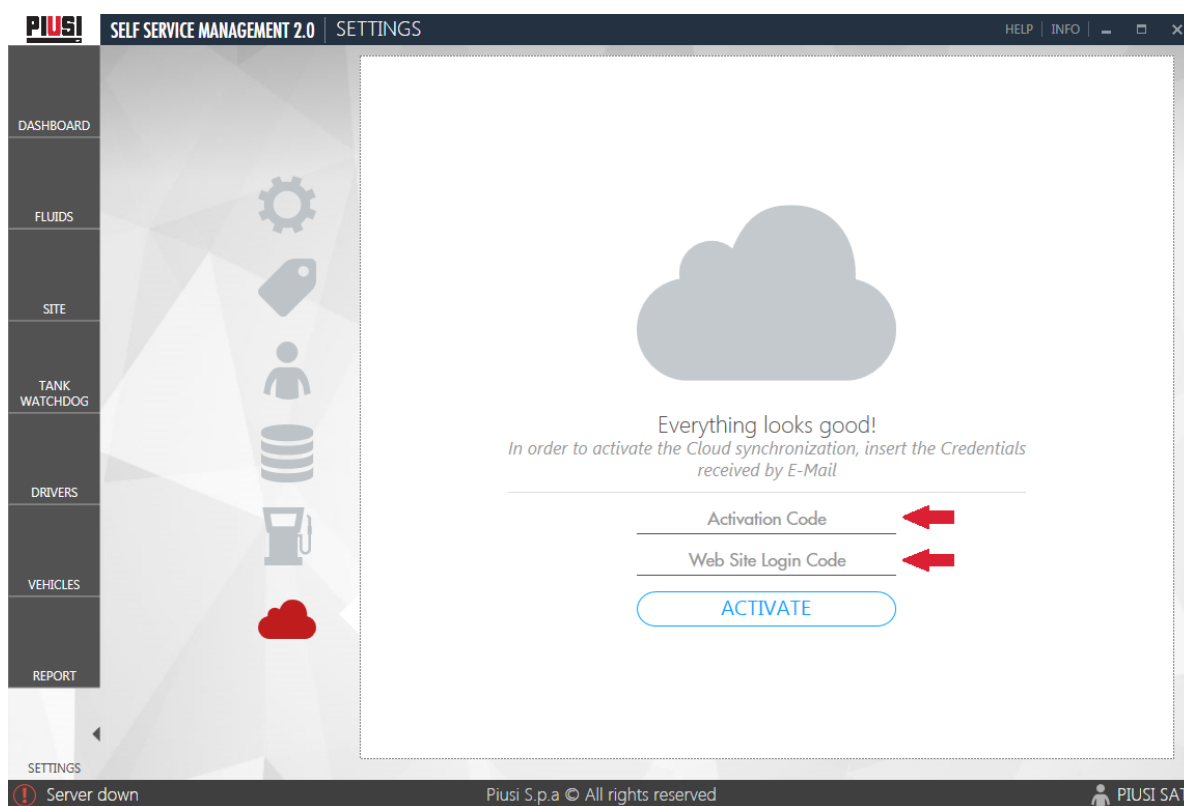 PIUSI
SELF SERVICE MANAGEMENT 2.0 | SETTINGS
HELP | INFO
DASHBOARD
FLUIDS
SITE
TANK
WATCHDOG
DRIVERS
VEHICLES
REPORT
SETTINGS
Everything looks good!
In order to activate the Cloud synchronization, insert the Credentials
received by E-Mail
Activation Code
Web Site Login Code
ACTIVATE
Server down
Piusi S.p.a © All rights reserved
PIUSI SAT